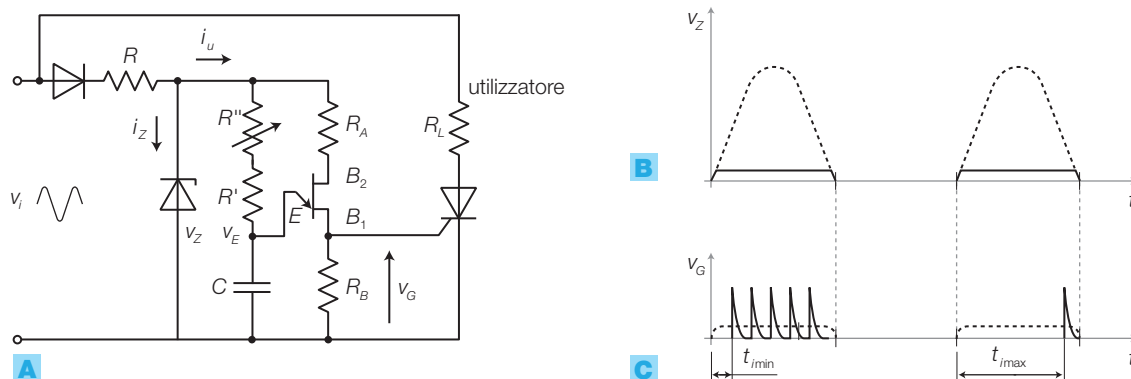 R
i_u
utilizzatore
i_Z
R"
R_A
R_L
B_2
v_i
R'
E
B_1
v_Z
v_E
C
R_B
v_G
A
v_Z
B
t
v_G
C
t_imin
t_imax
t